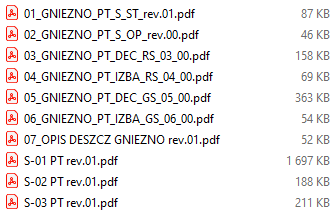 01_GNIEZNO_PT_S_ST_rev.01.pdf 87 KB
02_GNIEZNO_PT_S_OP_rev.00.pdf 46 KB
03_GNIEZNO_PT_DEC_RS_03_00.pdf 158 KB
04_GNIEZNO_PT_IZBA_RS_04_00.pdf 69 KB
05_GNIEZNO_PT_DEC_GS_05_00.pdf 363 KB
06_GNIEZNO_PT_IZBA_GS_06_00.pdf 54 KB
07_OPIS DESZCZ GNIEZNO rev.01.pdf 52 KB
S-01 PT rev.01.pdf 1 697 KB
S-02 PT rev.01.pdf 188 KB
S-03 PT rev.01.pdf 211 KB